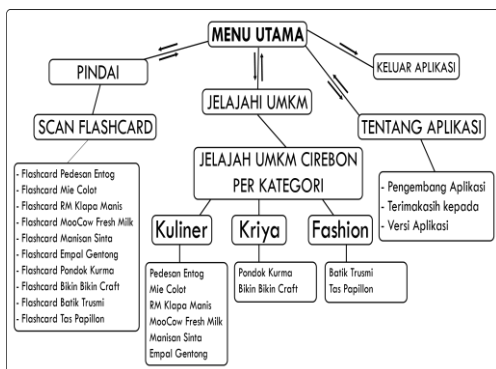 MENU UTAMA
PINDAI
KELUAR APLIKASI
JELAJAHI UMKM
SCAN FLASHCARD
TENTANG APLIKASI
JELAJAH UMKM CIREBON
PER KATEGORI
- Flashcard Pedesan Entog
- Flashcard Mie Colot
- Flashcard RM Klapa Manis
- Flashcard MooCow Fresh Milk
- Flashcard Manisan Sinta
- Flashcard Empal Gentong
- Flashcard Pondok Kurma
- Flashcard Bikin Bikin Craft
- Flashcard Batik Trusmi
- Flashcard Tas Papillon
- Pengembang Aplikasi
- Terimakasih kepada
- Versi Aplikasi
Kuliner
Kriya
Fashion
Pedesan Entog
Mie Colot
RM Klapa Manis
MooCow Fresh Milk
Manisan Sinta
Empal Gentong
Pondok Kurma
Bikin Bikin Craft
Batik Trusmi
Tas Papillon